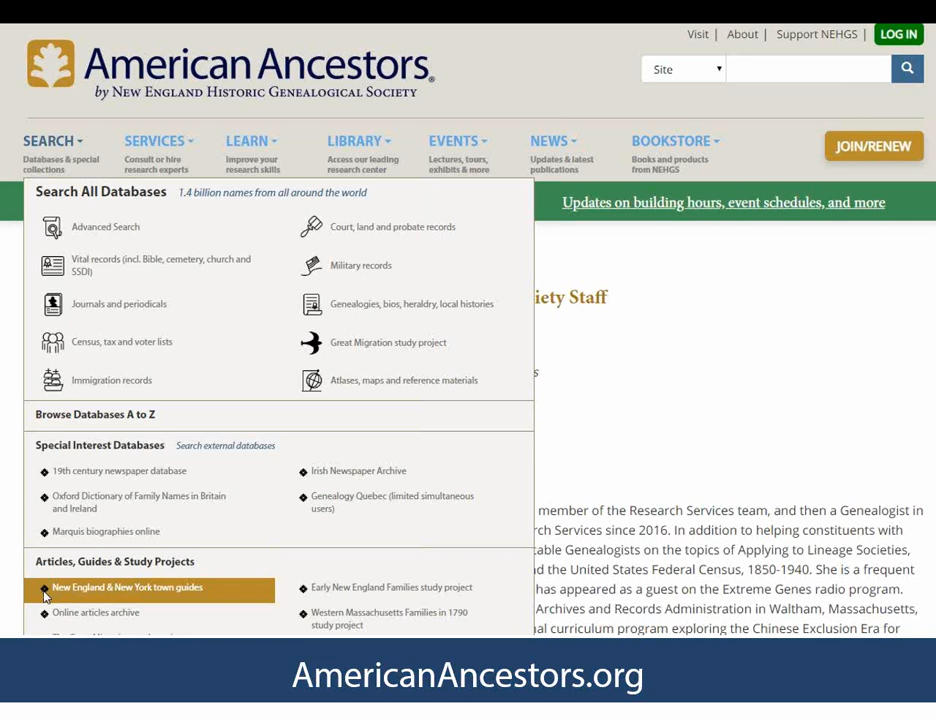 Visit | About | Support NEHGS | LOG IN
American Ancestors®
by NEW ENGLAND HISTORIC GENEALOGICAL SOCIETY
Site
SEARCH SERVICES LEARN LIBRARY EVENTS NEWS BOOKSTORE JOIN/RENEW
Databases & special Consult or hire Improve your Access our leading Lectures, tours, Updates & latest Books and products
collections research experts research skills research center exhibits & more publications from NEHGS
Search All Databases 1.4 billion names from all around the world
Updates on building hours, event schedules, and more
Advanced Search
Court, land and probate records
Vital records (incl. Bible, cemetery, church and
SSDI)
Military records
Journals and periodicals
Genealogies, bios, heraldry, local histories
iety Staff
Census, tax and voter lists
Great Migration study project
Immigration records
Atlases, maps and reference materials
s
Browse Databases A to Z
Special Interest Databases Search external databases
19th century newspaper database
Irish Newspaper Archive
Oxford Dictionary of Family Names in Britain
and Ireland
Genealogy Quebec (limited simultaneous
users)
Marquis biographies online
Articles, Guides & Study Projects
New England & New York town guides
Early New England Families study project
Online articles archive
Western Massachusetts Families in 1790
study project
member of the Research Services team, and then a Genealogist in
rch Services since 2016. In addition to helping constituents with
table Genealogists on the topics of Applying to Lineage Societies,
d the United States Federal Census, 1850-1940. She is a frequent
has appeared as a guest on the Extreme Genes radio program.
Archives and Records Administration in Waltham, Massachusetts,
al curriculum program exploring the Chinese Exclusion Era for
AmericanAncestors.org